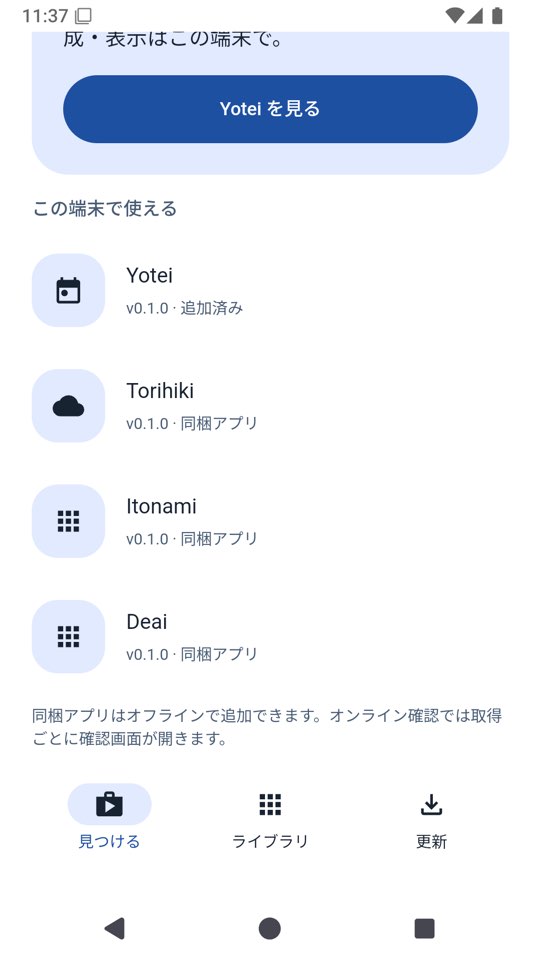 11:37
成・表示はこの端末で。
Yotei を見る
この端末で使える
Yotei
v0.1.0 · 追加済み
Torihiki
v0.1.0 · 同梱アプリ
Itonami
v0.1.0 · 同梱アプリ
Deai
v0.1.0 · 同梱アプリ
同梱アプリはオフラインで追加できます。オンライン確認では取得
ごとに確認画面が開きます。
見つける
ライブラリ
更新